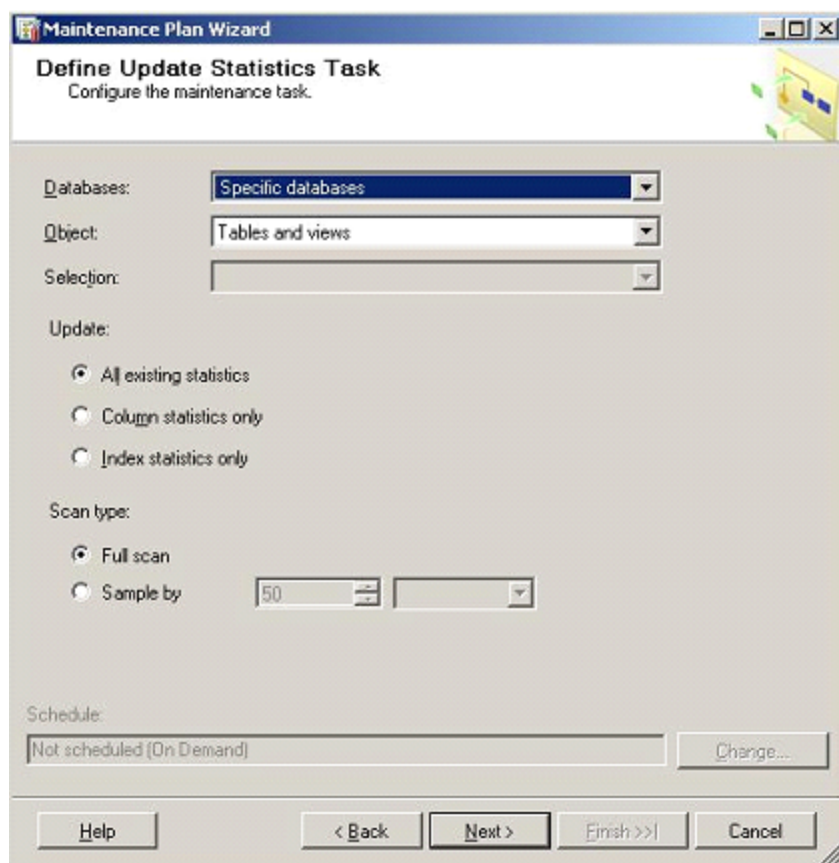 Maintenance Plan Wizard
Define Update Statistics Task
Configure the maintenance task.
Databases: Specific databases
Object: Tables and views
Selection:
Update:
All existing statistics
Column statistics only
Index statistics only
Scan type:
Full scan
Sample by 50
Schedule:
Not scheduled (On Demand) Change...
Help < Back Next > Finish >>| Cancel